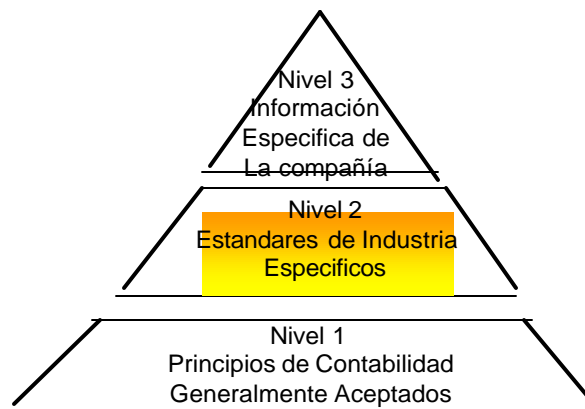 Nivel 3
Información
Especifica de
La compañía
Nivel 2
Estandares de Industria
Especificos
Nivel 1
Principios de Contabilidad
Generalmente Aceptados